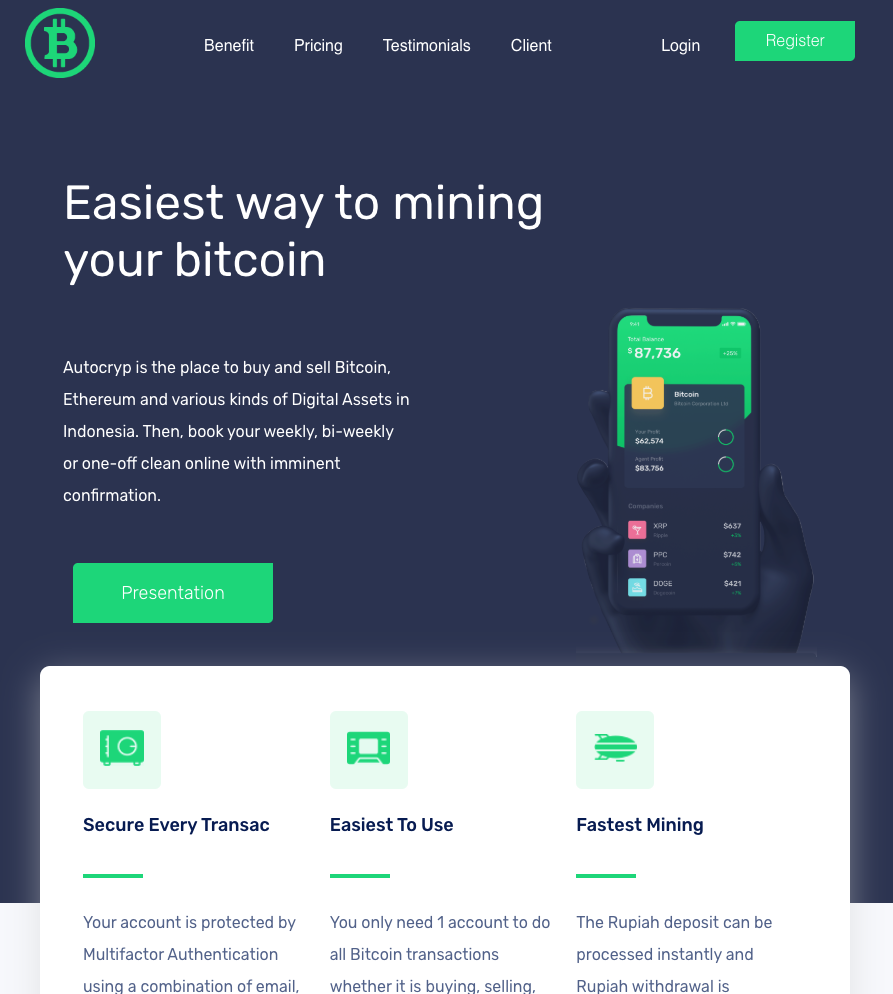 Benefit
Pricing
Testimonials
Client
Login
Register
Easiest way to mining
your bitcoin
Autocryp is the place to buy and sell Bitcoin,
Ethereum and various kinds of Digital Assets in
Indonesia. Then, book your weekly, bi-weekly
or one-off clean online with imminent
confirmation.
Presentation
9:41
Total Balance
$ 87,736
+25%
Bitcoin
Bitcoin Corporation Ltd
Your Profit
$62,574
Agent Profit
$83,756
Companies
XRP
$637
Ripple
+3%
PPC
$742
DOGE
$421
Dogecoin
Secure Every Transac
Easiest To Use
Fastest Mining
Your account is protected by
Multifactor Authentication
using a combination of email,
You only need 1 account to do
all Bitcoin transactions
whether it is buying, selling,
The Rupiah deposit can be
processed instantly and
Rupiah withdrawal is